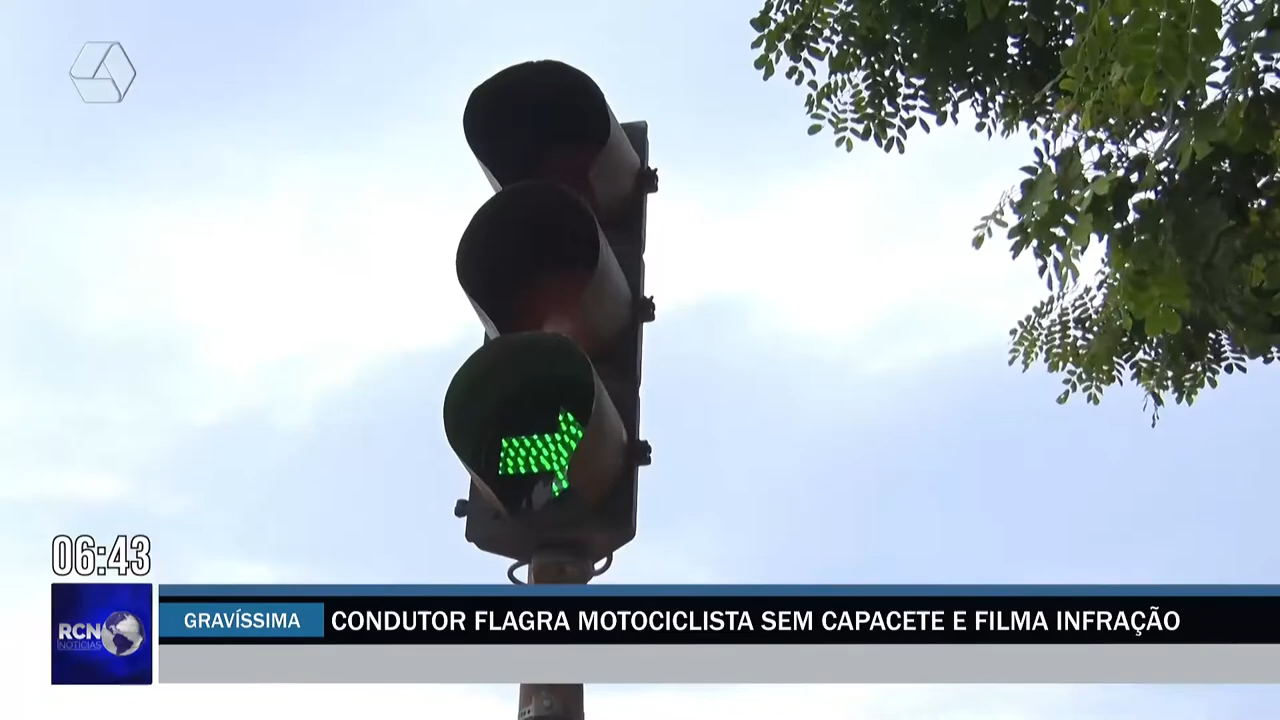 06:43
RCN
NOTÍCIAS
GRAVÍSSIMA
CONDUTOR FLAGRA MOTOCICLISTA SEM CAPACETE E FILMA INFRAÇÃO